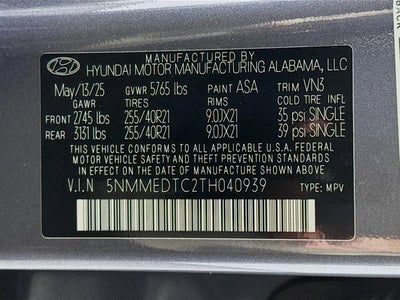 BACK
MANUFACTURED BY
HYUNDAI MOTOR MANUFACTURING ALABAMA, LLC
May/13/25 GVWR 5765 lbs PAINT ASA TRIM VN3
GAWR TIRES RIMS COLD TIRE INFLATION
FRONT 2745 lbs 255/40R21 9.0JX21 35 psi SINGLE
REAR 3131 lbs 255/40R21 9.0JX21 39 psi SINGLE
THIS VEHICLE CONFORMS TO ALL APPLICABLE U.S.A. FEDERAL
MOTOR VEHICLE SAFETY, BUMPER, AND THEFT PREVENTION
STANDARDS IN EFFECT ON THE DATE OF MANUFACTURE SHOWN ABOVE.
V.I.N 5NMMEDTC2TH040939 TYPE: MPV